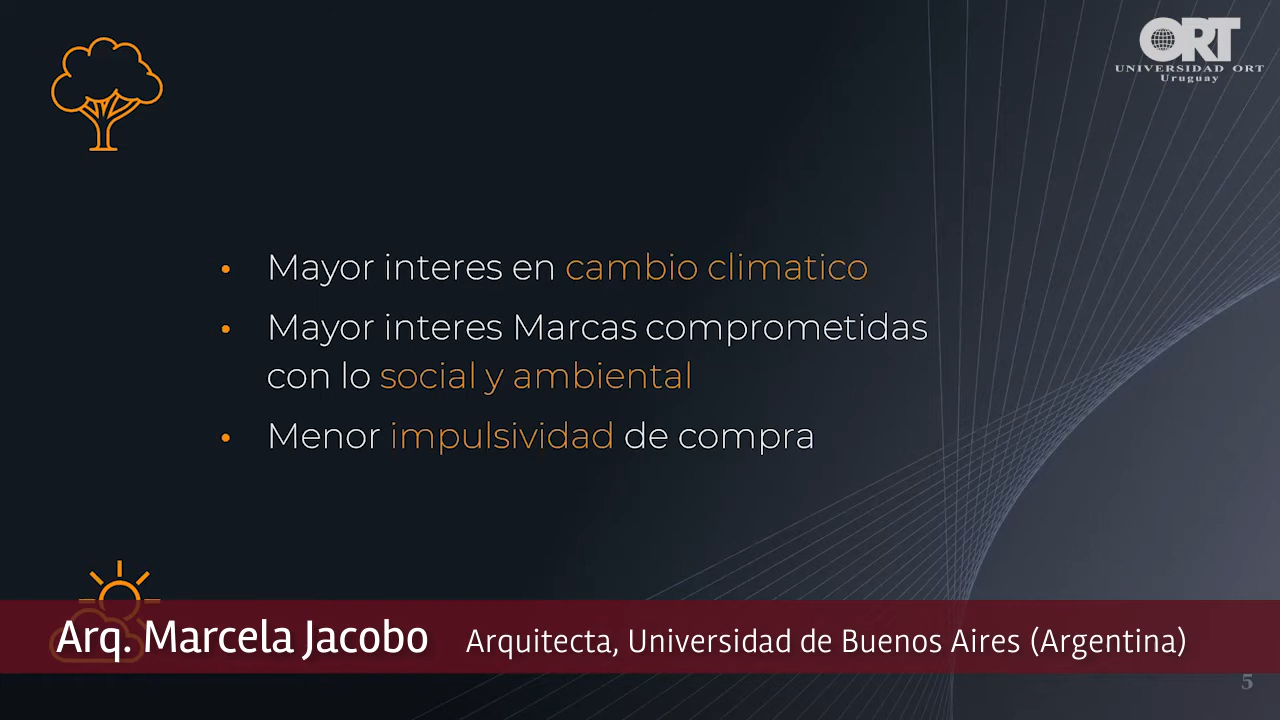 ORT
UNIVERSIDAD ORT
Uruguay
• Mayor interes en cambio climatico
• Mayor interes Marcas comprometidas
con lo social y ambiental
• Menor impulsividad de compra
Arq. Marcela Jacobo Arquitecta, Universidad de Buenos Aires (Argentina)
5